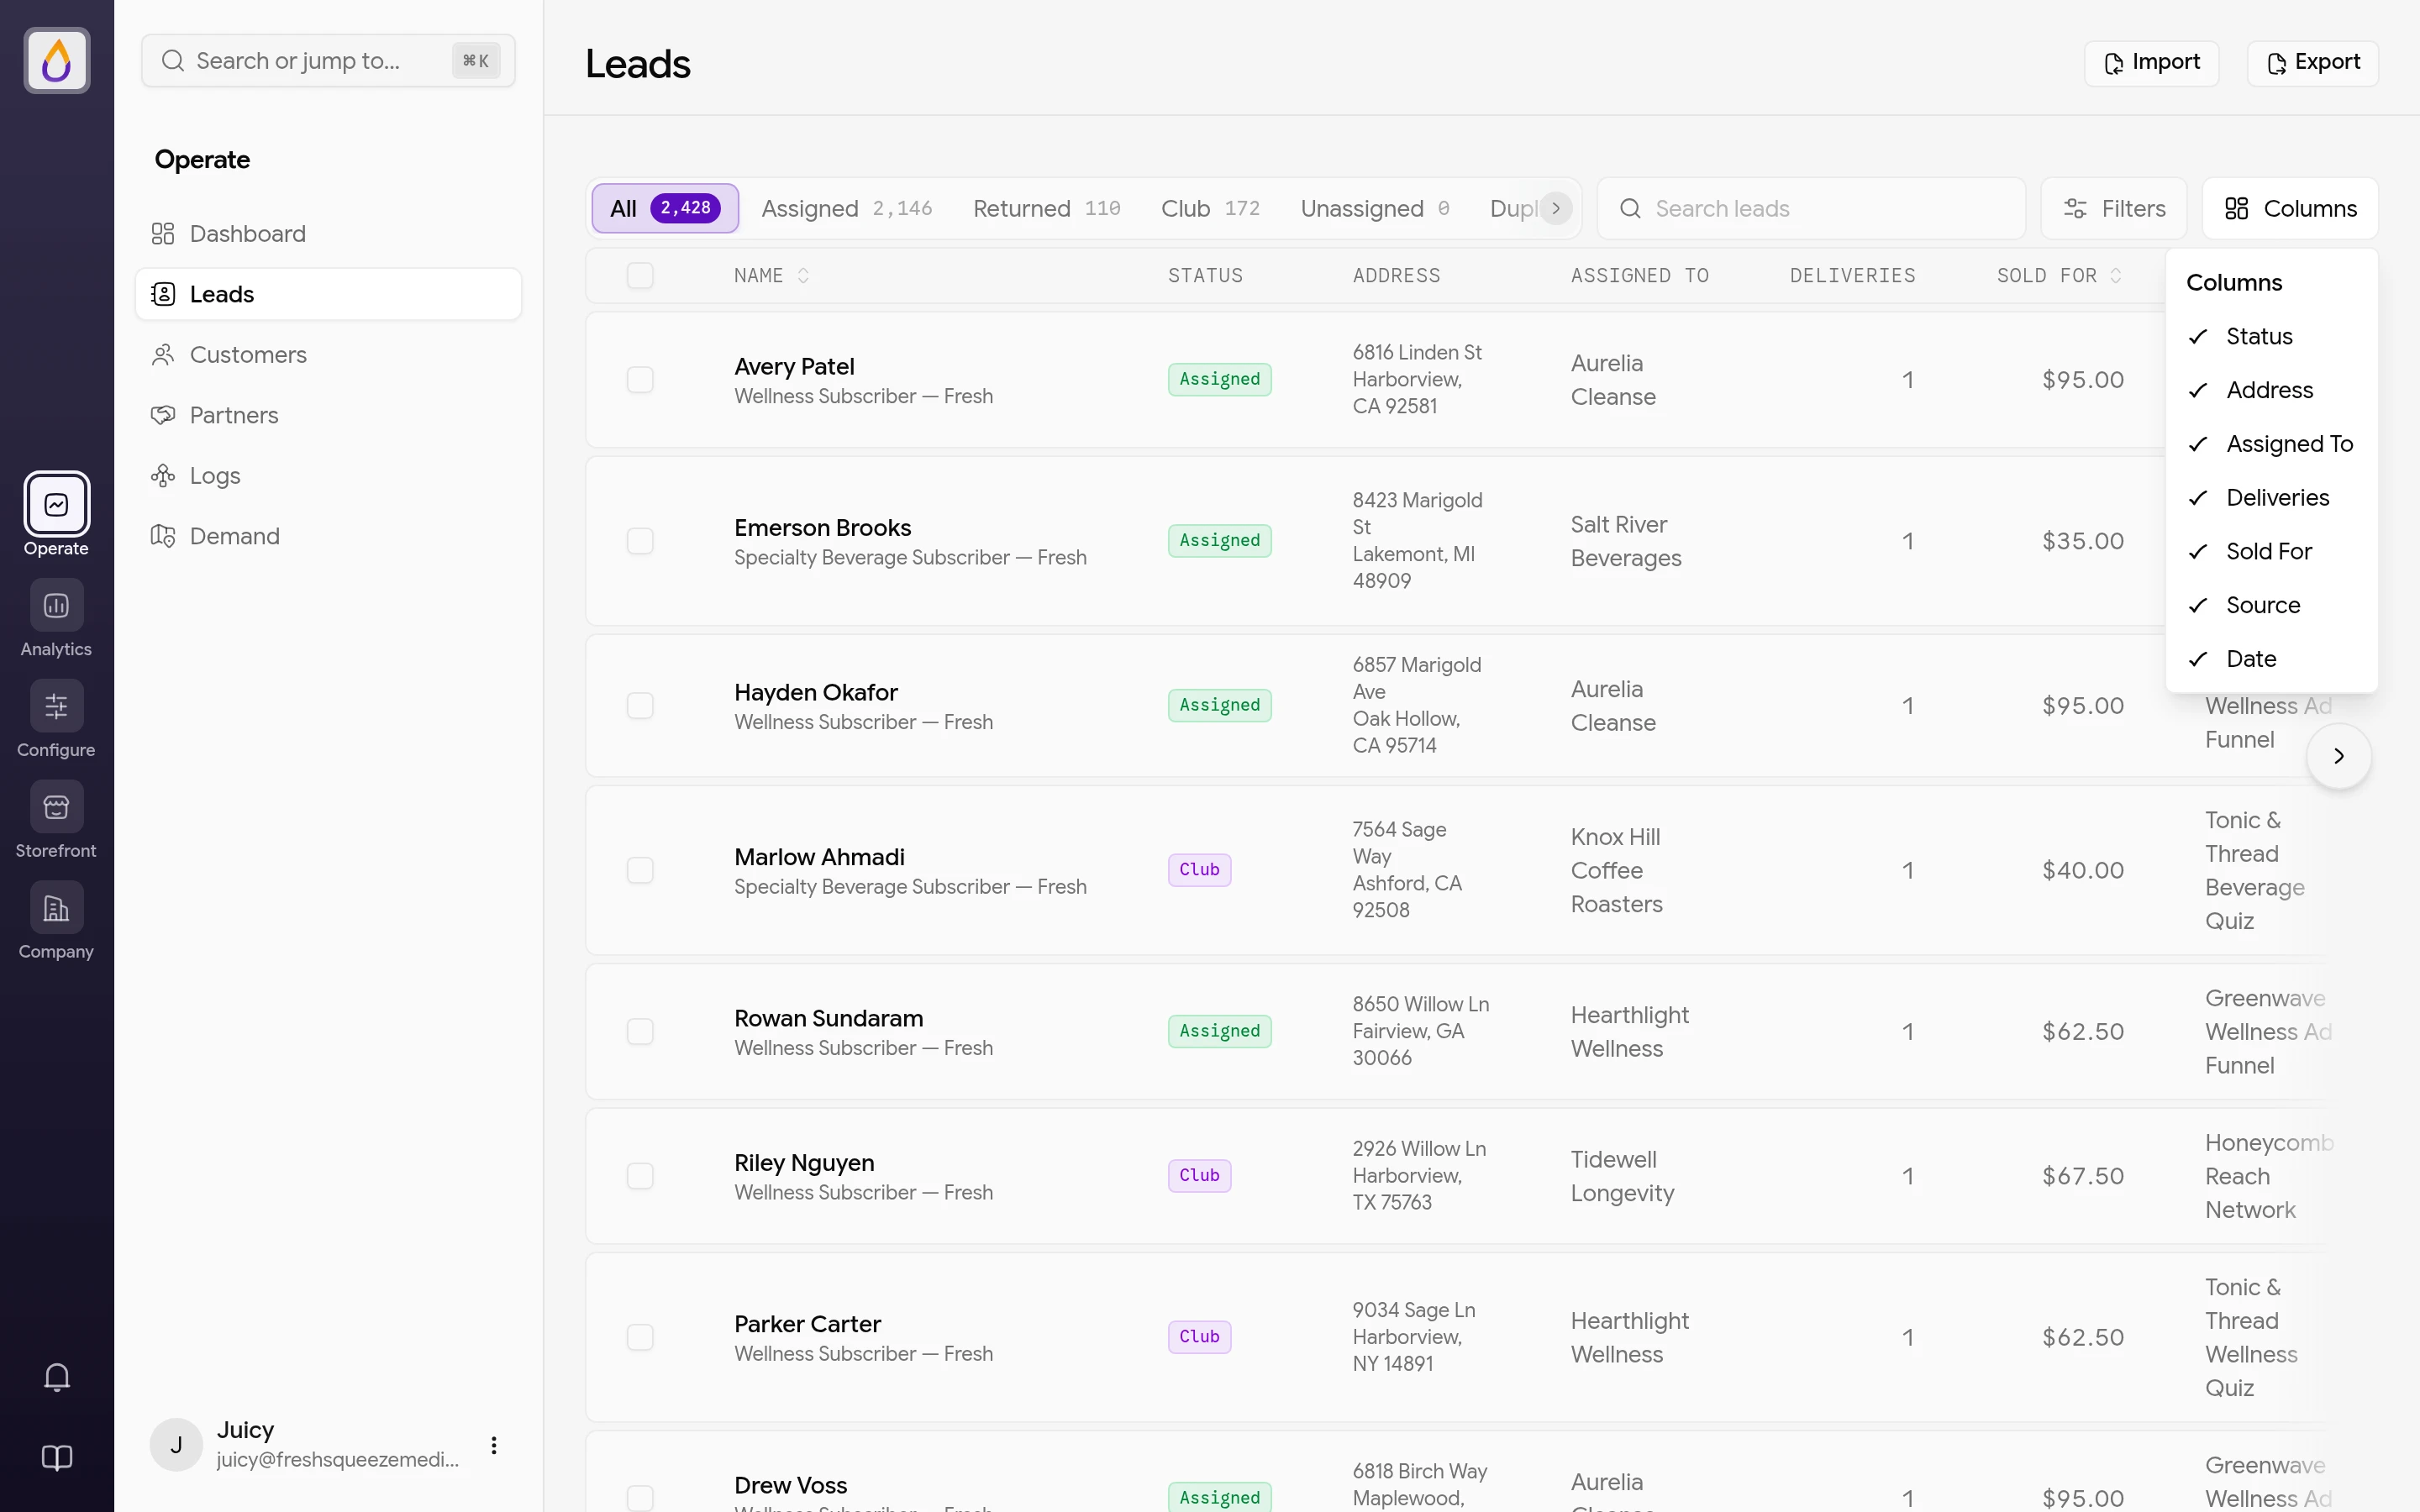 Search or jump to...
⌘K
Operate
Dashboard
Leads
Customers
Partners
Logs
Demand
Operate
Analytics
Configure
Storefront
Company
J
Juicy
juicy@freshsqueezemedi...
Leads
Import
Export
All 2,428
Assigned 2,146
Returned 110
Club 172
Unassigned 0
Search leads
Filters
Columns
NAME
STATUS
ADDRESS
ASSIGNED TO
DELIVERIES
SOLD FOR
Columns
Status
Address
Assigned To
Deliveries
Sold For
Source
Date
Avery Patel
Wellness Subscriber — Fresh
Assigned
6816 Linden St
Harborview,
CA 92581
Aurelia
Cleanse
1
$95.00
Emerson Brooks
Specialty Beverage Subscriber — Fresh
Assigned
8423 Marigold
St
Lakemont, MI
48909
Salt River
Beverages
1
$35.00
Hayden Okafor
Wellness Subscriber — Fresh
Assigned
6857 Marigold
Ave
Oak Hollow,
CA 95714
Aurelia
Cleanse
1
$95.00
Wellness Ad
Funnel
Marlow Ahmadi
Specialty Beverage Subscriber — Fresh
Club
7564 Sage
Way
Ashford, CA
92508
Knox Hill
Coffee
Roasters
1
$40.00
Tonic &
Thread
Beverage
Quiz
Rowan Sundaram
Wellness Subscriber — Fresh
Assigned
8650 Willow Ln
Fairview, GA
30066
Hearthlight
Wellness
1
$62.50
Greenwave
Wellness Ad
Funnel
Riley Nguyen
Wellness Subscriber — Fresh
Club
2926 Willow Ln
Harborview,
TX 75763
Tidewell
Longevity
1
$67.50
Honeycomb
Reach
Network
Parker Carter
Wellness Subscriber — Fresh
Club
9034 Sage Ln
Harborview,
NY 14891
Hearthlight
Wellness
1
$62.50
Tonic &
Thread
Wellness
Quiz
Drew Voss
Assigned
6818 Birch Way
Maplewood,
Aurelia
1
$95.00
Greenwave
Wellness Ad